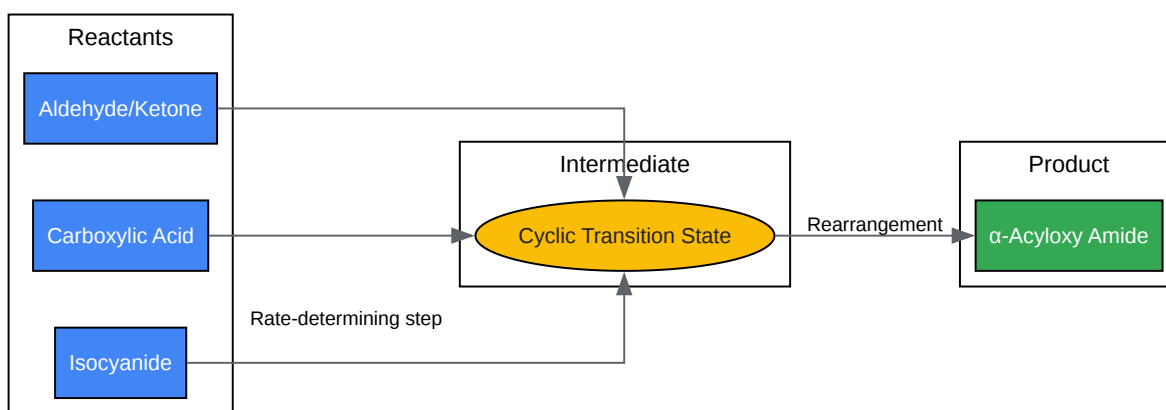 Reactants
Aldehyde/Ketone
Carboxylic Acid
Isocyanide
Rate-determining step
Intermediate
Cyclic Transition State
Rearrangement
Product
α-Acyloxy Amide